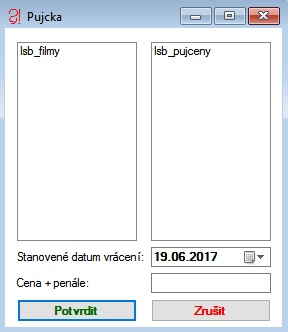 Pujcka
lsb_filmy
lsb_pujceny
Stanovené datum vrácení: 19.06.2017
Cena + penále:
Potvrdit
Zrušit